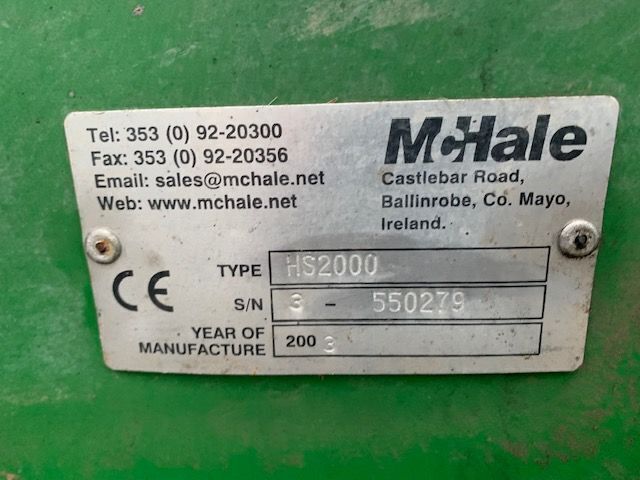 Tel: 353 (0) 92-20300
Fax: 353 (0) 92-20356
Email: sales@mchale.net
Web: www.mchale.net
McHale
Castlebar Road,
Ballinrobe, Co. Mayo,
Ireland.
CE
TYPE HS2000
S/N 3 - 550279
YEAR OF
MANUFACTURE 2003